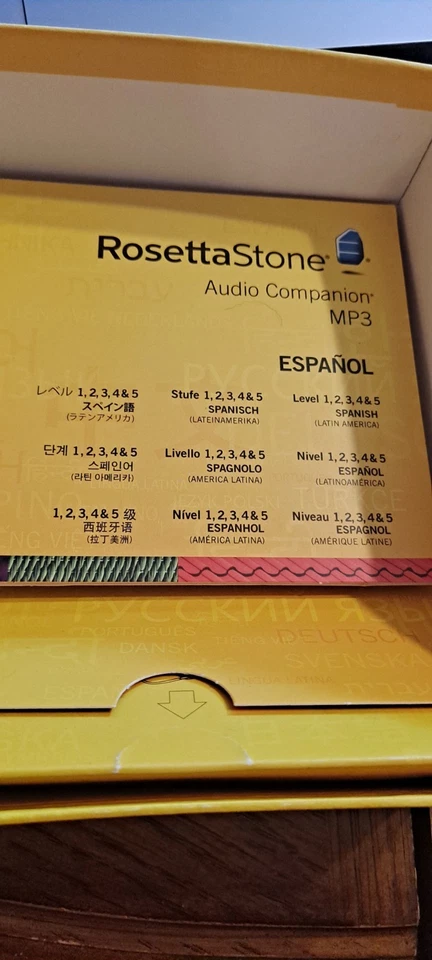 RosettaStone®
Audio Companion®
MP3
ESPAÑOL
レベル 1, 2, 3, 4 & 5
スペイン語
(ラテンアメリカ)
Stufe 1, 2, 3, 4 & 5
SPANISCH
(LATEINAMERIKA)
Level 1, 2, 3, 4 & 5
SPANISH
(LATIN AMERICA)
단계 1, 2, 3, 4 & 5
스페인어
(라틴 아메리카)
Livello 1, 2, 3, 4 & 5
SPAGNOLO
(AMERICA LATINA)
Nivel 1, 2, 3, 4 & 5
ESPAÑOL
(LATINOAMÉRICA)
1, 2, 3, 4 & 5 级
西班牙语
(拉丁美洲)
Nível 1, 2, 3, 4 & 5
ESPANHOL
(AMÉRICA LATINA)
Niveau 1, 2, 3, 4 & 5
ESPAGNOL
(AMÉRIQUE LATINE)
РУССКИЙ ЯЗЫ
PORTUGUÊS
DEUTSCH
DANSK
SVENSKA
LINGUA LATINA